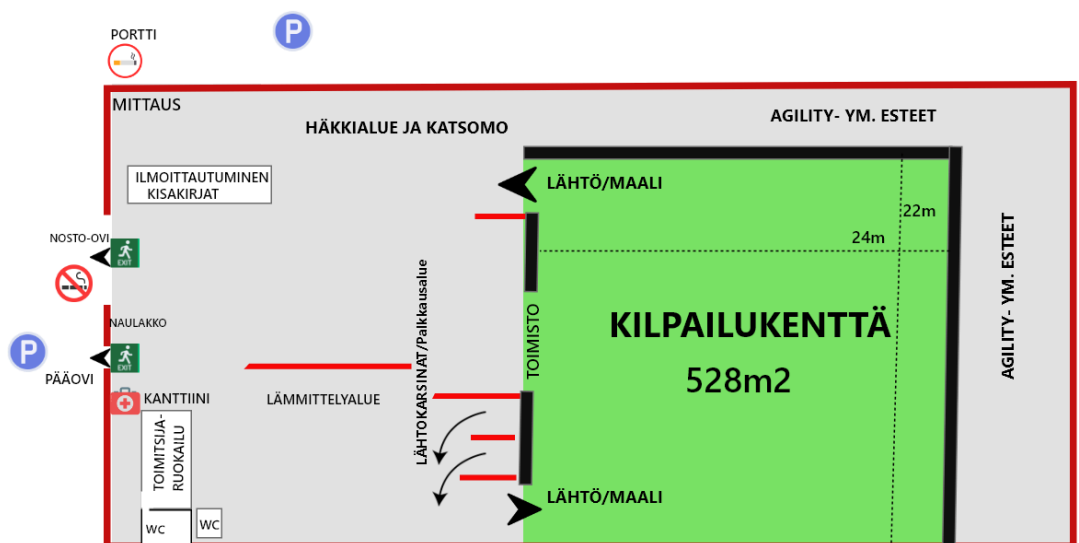 PORTTI
P
MITTAUS
HÄKKIALUE JA KATSOMO
AGILITY- YM. ESTEET
ILMOITTAUTUMINEN
KISAKIRJAT
LÄHTÖ/MAALI
22m
24m
NOSTO-OVI
EXIT
AGILITY- YM. ESTEET
NAULAKKO
EXIT
P
PÄÄOVI
LÄHTOKARSINAT/Palkkausalue
TOIMISTO
KILPAILUKENTTÄ
528m2
KANTTIINI
LÄMMITTELYALUE
TOIMITSIJA-
RUOKAILU
LÄHTÖ/MAALI
WC
WC